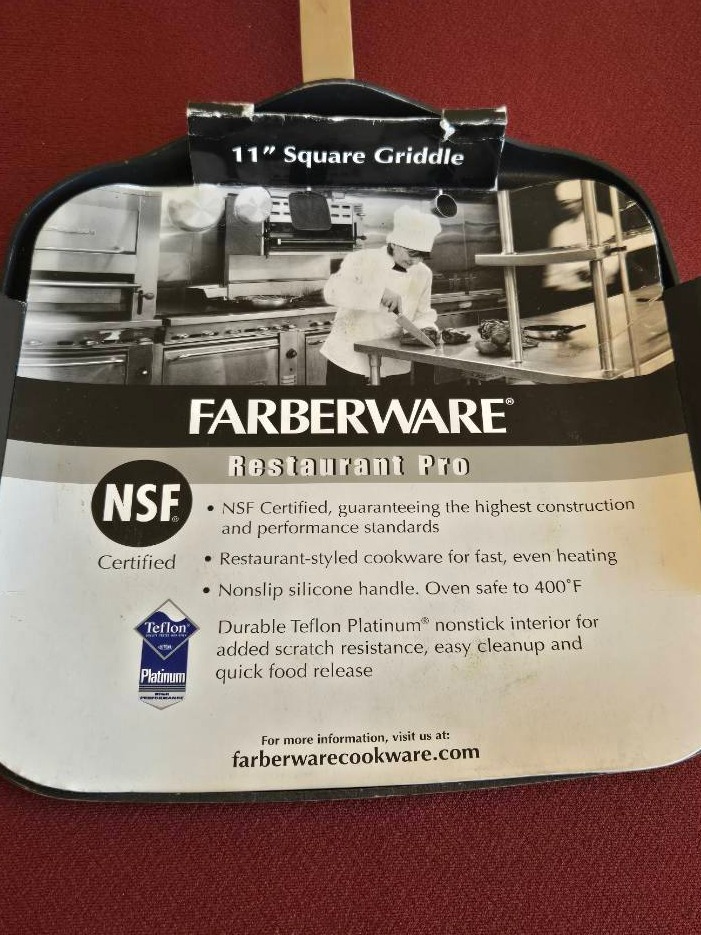 11" Square Griddle
FARBERWARE®
Restaurant Pro
NSF®
Certified
• NSF Certified, guaranteeing the highest construction
and performance standards
• Restaurant-styled cookware for fast, even heating
• Nonslip silicone handle. Oven safe to 400°F
Teflon®
Platinum
HIGH
PERFORMANCE
Durable Teflon Platinum® nonstick interior for
added scratch resistance, easy cleanup and
quick food release
For more information, visit us at:
farberwarecookware.com